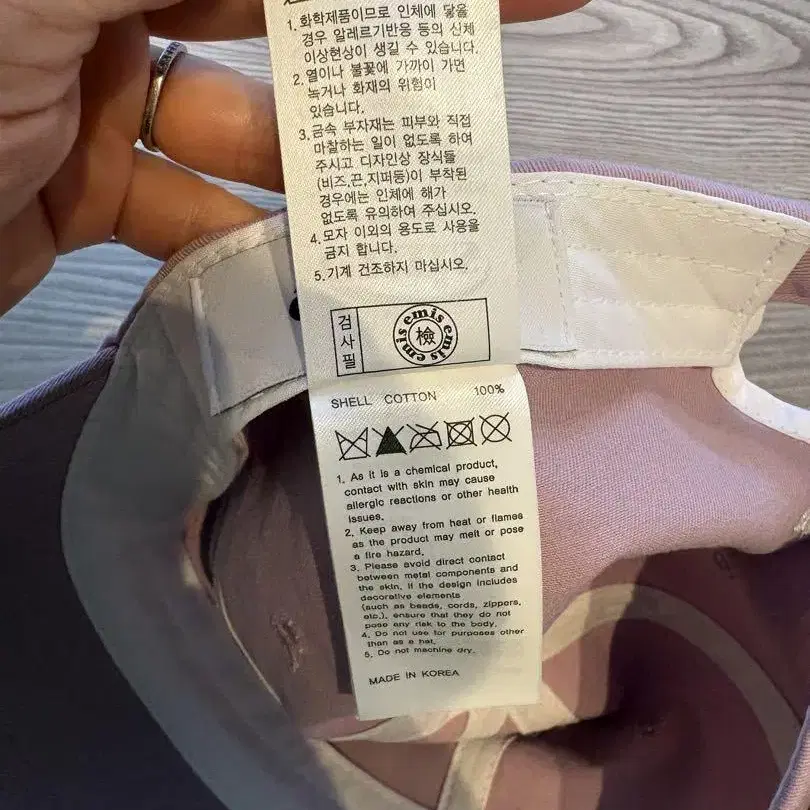 1. 화학제품이므로 인체에 닿을
경우 알레르기반응 등의 신체
이상현상이 생길 수 있습니다.
2. 열이나 불꽃에 가까이 가면
녹거나 화재의 위험이
있습니다.
3. 금속 부자재는 피부와 직접
마찰하는 일이 없도록 하여
주시고 디자인상 장식들
(비즈,끈,지퍼등)이 부착된
경우에는 인체에 해가
없도록 유의하여 주십시오.
4. 모자 이외의 용도로 사용을
금지 합니다.
5. 기계 건조하지 마십시오.
검사필
emis emis emis
檢
SHELL COTTON 100%
1. As it is a chemical product,
contact with skin may cause
allergic reactions or other health
issues.
2. Keep away from heat or flames
as the product may melt or pose
a fire hazard.
3. Please avoid direct contact
between metal components and
the skin. If the design includes
decorative elements
(such as beads, cords, zippers,
etc.), ensure that they do not
pose any risk to the body.
4. Do not use for purposes other
than as a hat.
5. Do not machine dry.
MADE IN KOREA